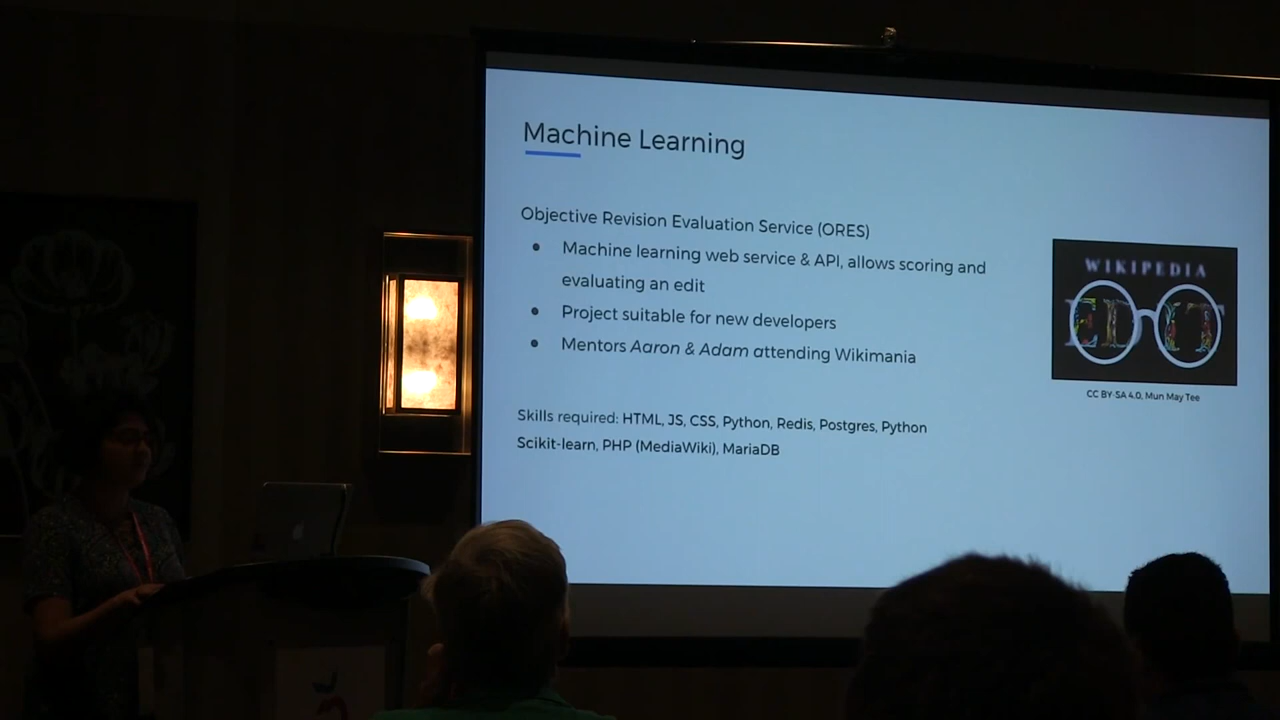 Machine Learning
Objective Revision Evaluation Service (ORES)
Machine learning web service & API, allows scoring and
evaluating an edit
Project suitable for new developers
Mentors Aaron & Adam attending Wikimania
WIKIPEDIA
EDIT
CC BY-SA 4.0, Mun May Tee
Skills required: HTML, JS, CSS, Python, Redis, Postgres, Python
Scikit-learn, PHP (MediaWiki), MariaDB